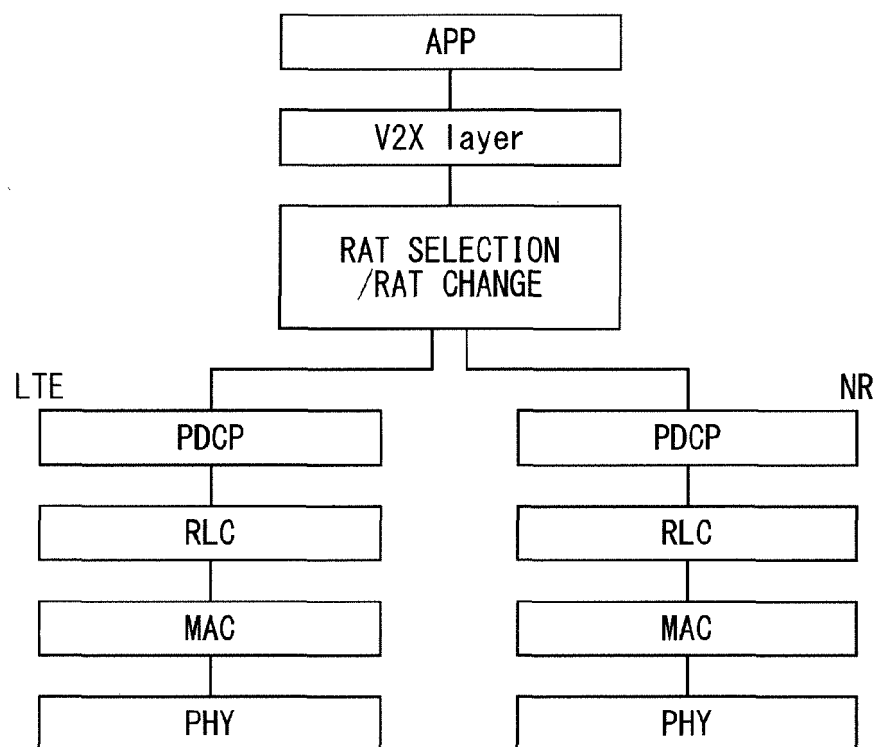 APP
V2X layer
RAT SELECTION
/RAT CHANGE
LTE
NR
PDCP
PDCP
RLC
RLC
MAC
MAC
PHY
PHY